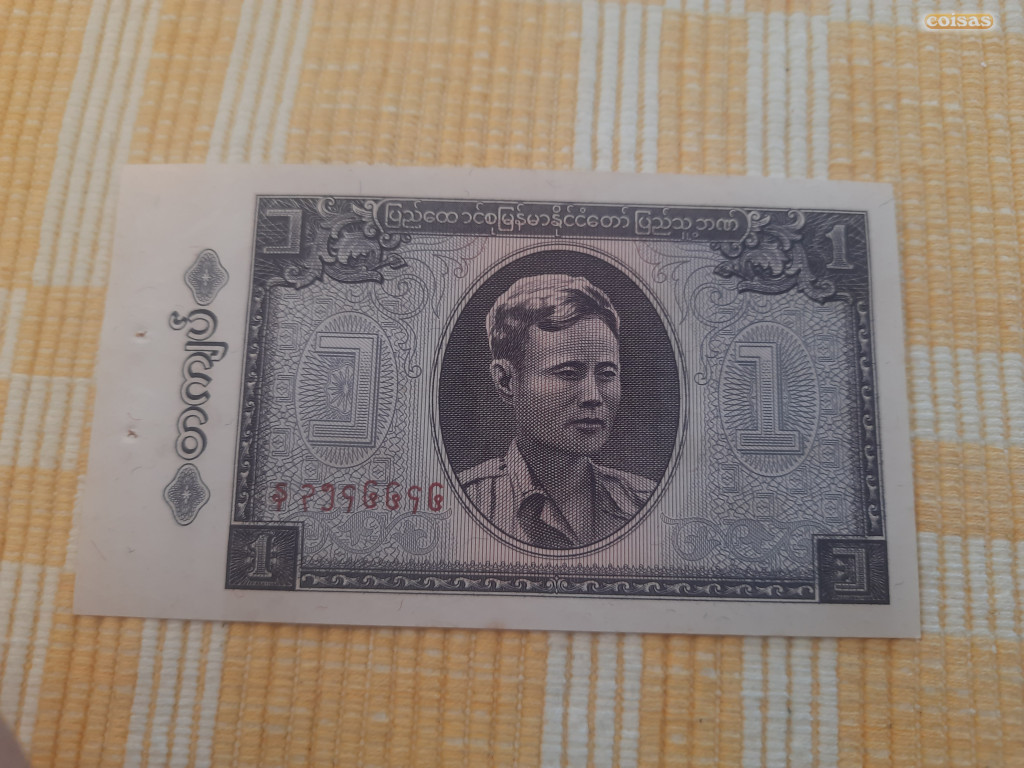 coisas
ပြည်ထောင်စုမြန်မာနိုင်ငံတော် ပြည်သူ့ဘဏ်
၁ 1
တစ်ကျပ်
၁ 1
1 ၁